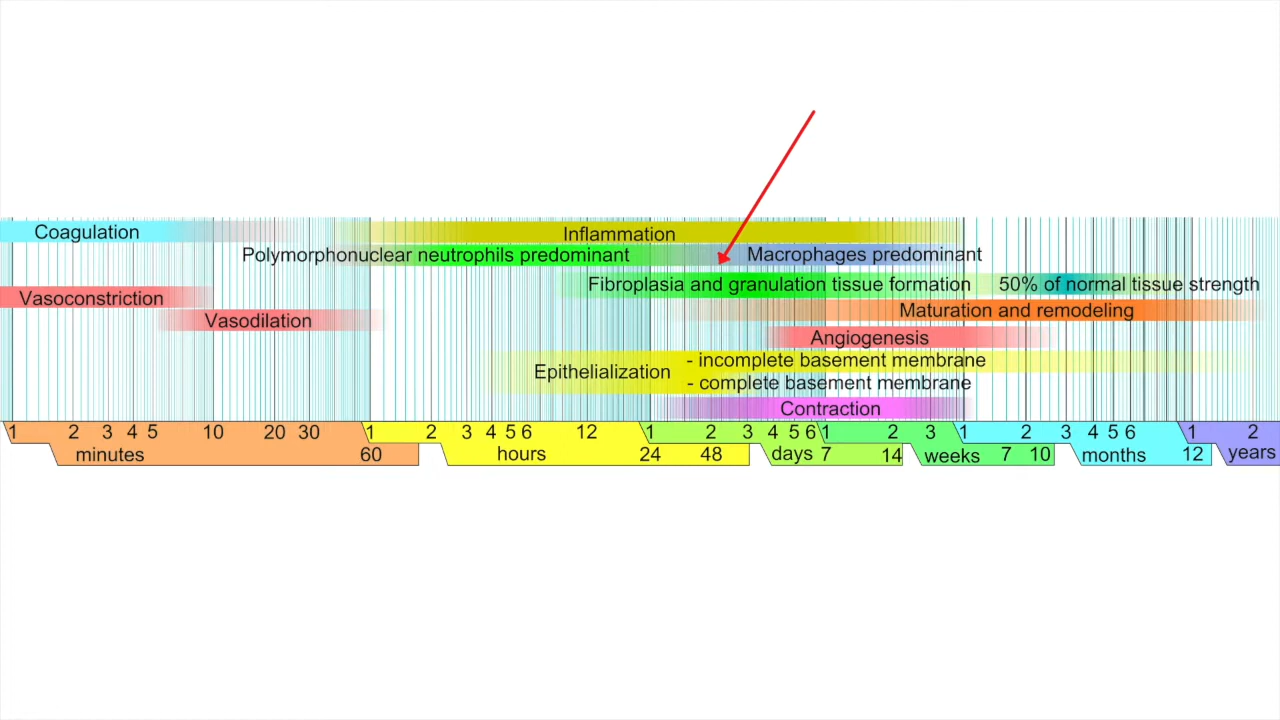 Coagulation
Inflammation
Polymorphonuclear neutrophils predominant
Macrophages predominant
Fibroplasia and granulation tissue formation
50% of normal tissue strength
Vasoconstriction
Maturation and remodeling
Vasodilation
Angiogenesis
Epithelialization
- incomplete basement membrane
- complete basement membrane
Contraction
1 2 3 4 5 10 20 30 1 2 3 4 5 6 12 1 2 3 4 5 6 1 2 3 1 2 3 4 5 6 1 2
minutes 60 hours 24 48 days 7 14 weeks 7 10 months 12 years